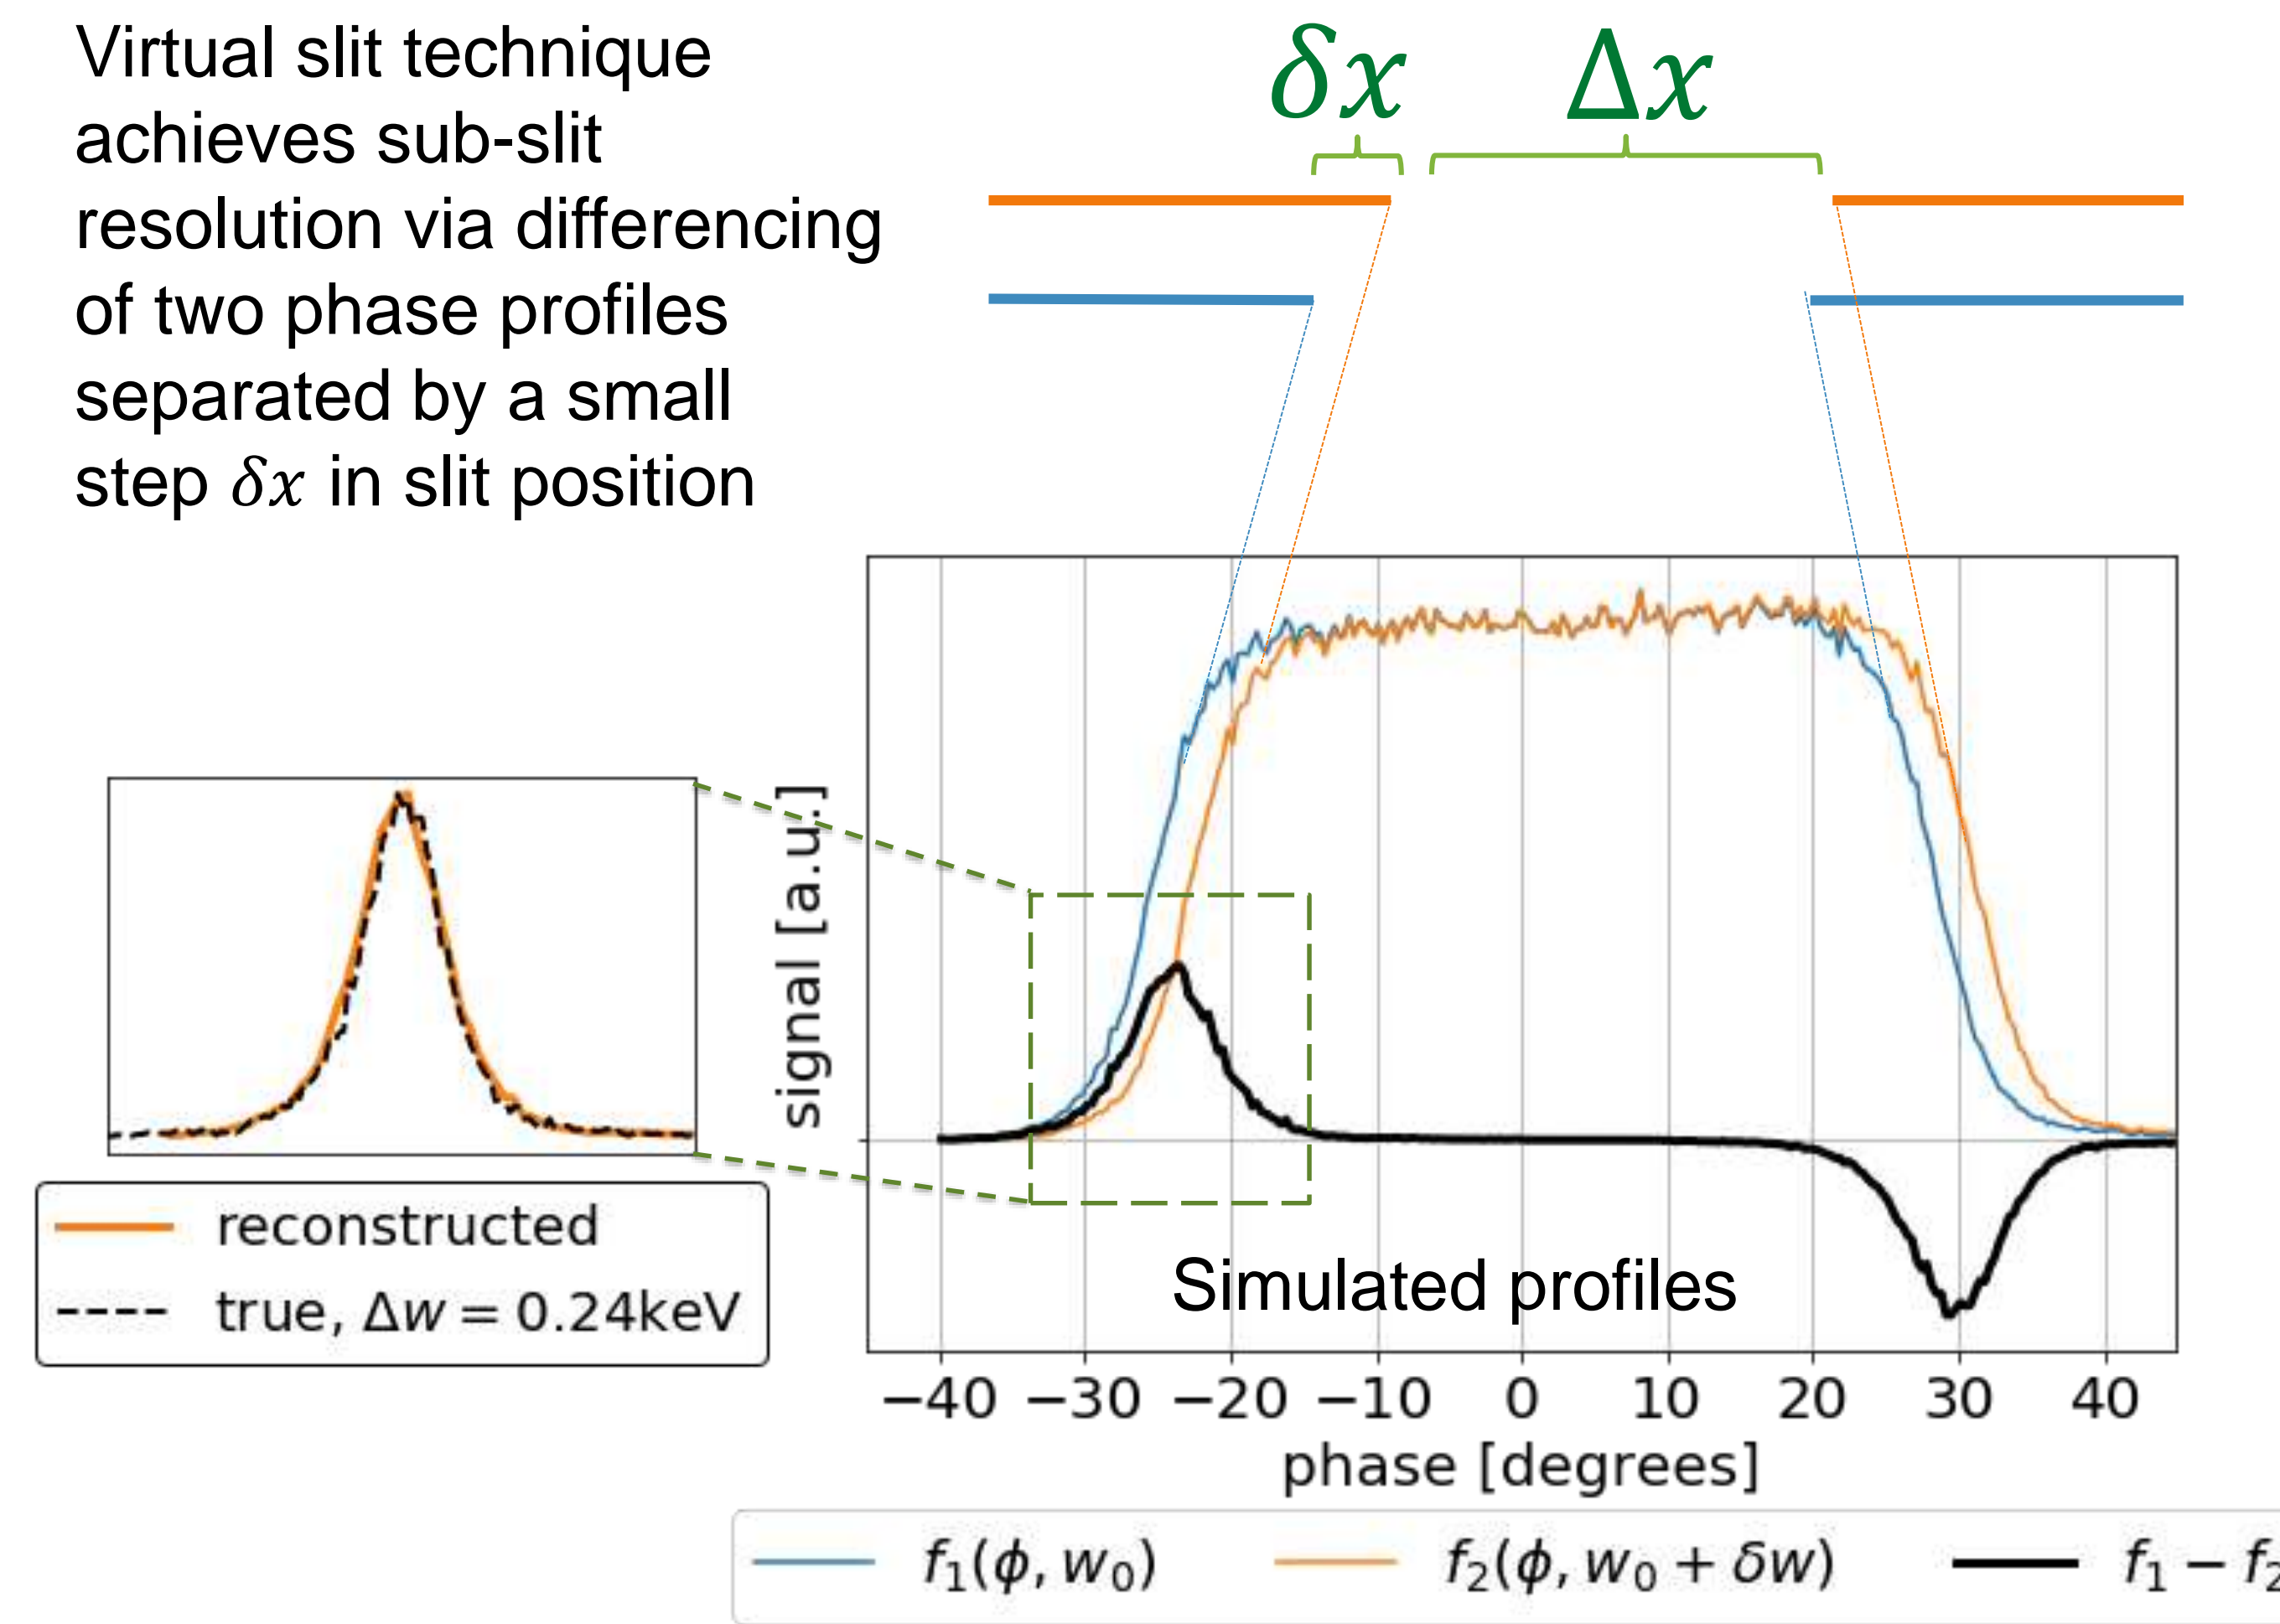 Virtual slit technique
achieves sub-slit
resolution via differencing
of two phase profiles
separated by a small
step δx in slit position
δx
Δx
signal [a.u.]
reconstructed
true, Δw = 0.24keV
Simulated profiles
−40 −30 −20 −10 0 10 20 30 40
phase [degrees]
f₁(ϕ, w₀)
f₂(ϕ, w₀ + δw)
f₁ − f₂